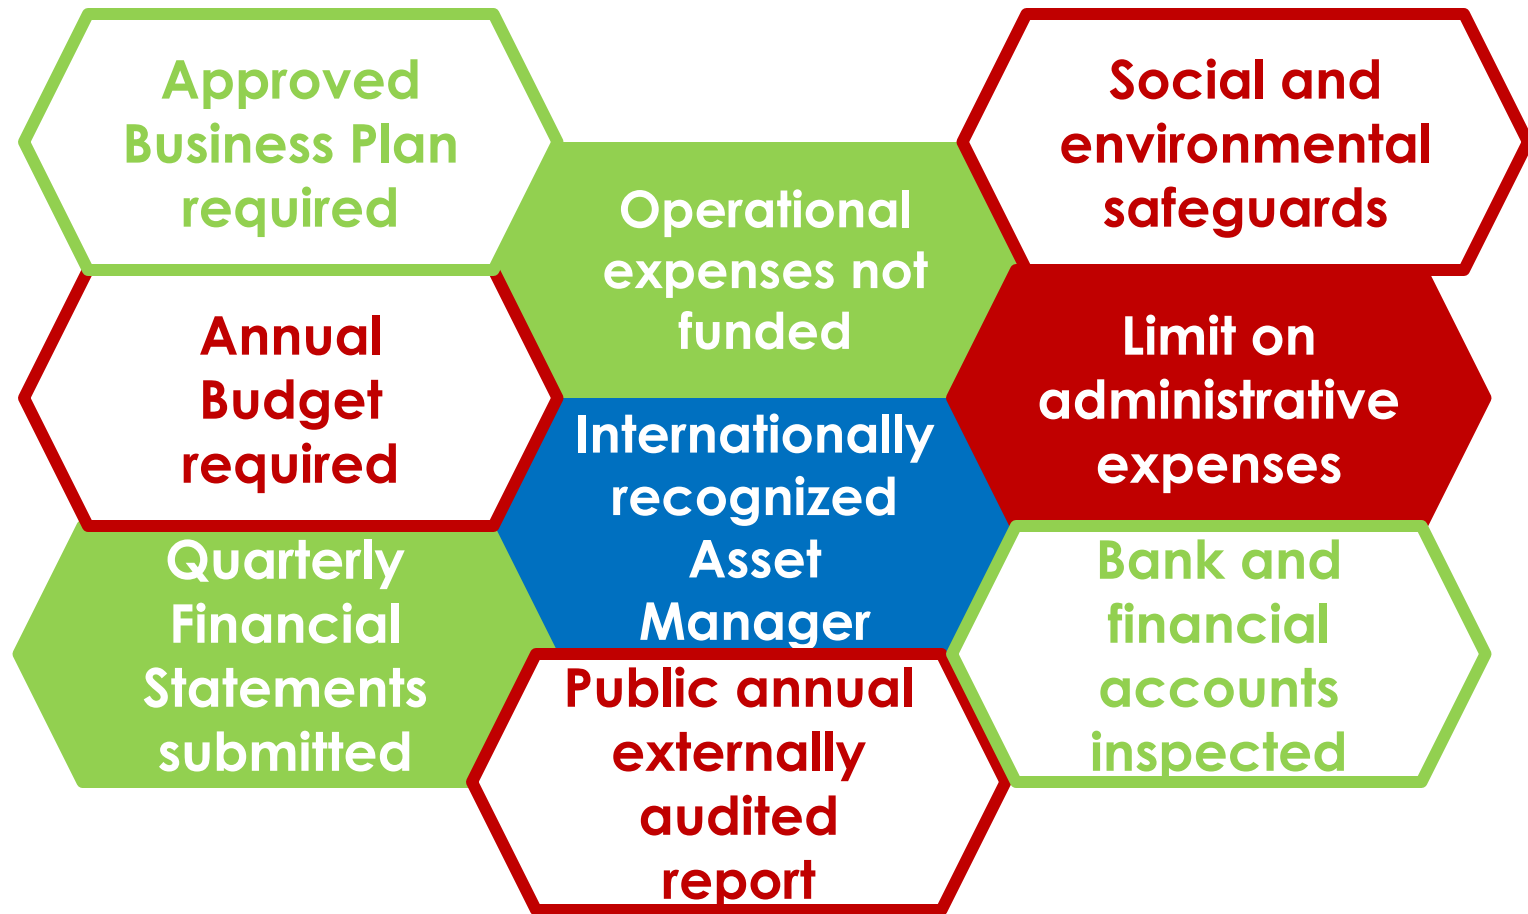 Approved
Business Plan
required
Operational
expenses not
funded
Social and
environmental
safeguards
Annual
Budget
required
Internationally
recognized
Asset
Manager
Limit on
administrative
expenses
Quarterly
Financial
Statements
submitted
Public annual
externally
audited
report
Bank and
financial
accounts
inspected